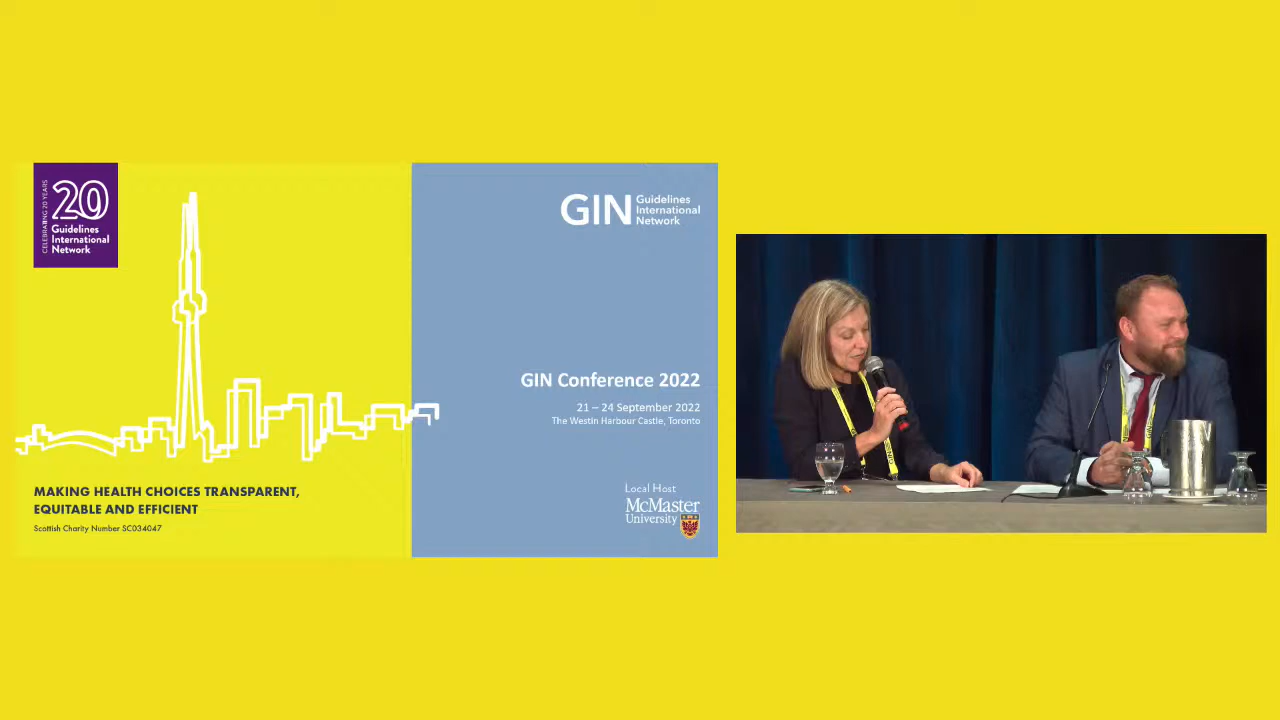 CELEBRATING 20 YEARS
20
Guidelines
International
Network
GIN
Guidelines
International
Network
GIN Conference 2022
21 – 24 September 2022
The Westin Harbour Castle, Toronto
MAKING HEALTH CHOICES TRANSPARENT,
EQUITABLE AND EFFICIENT
Scottish Charity Number SC034047
Local Host
McMaster
University